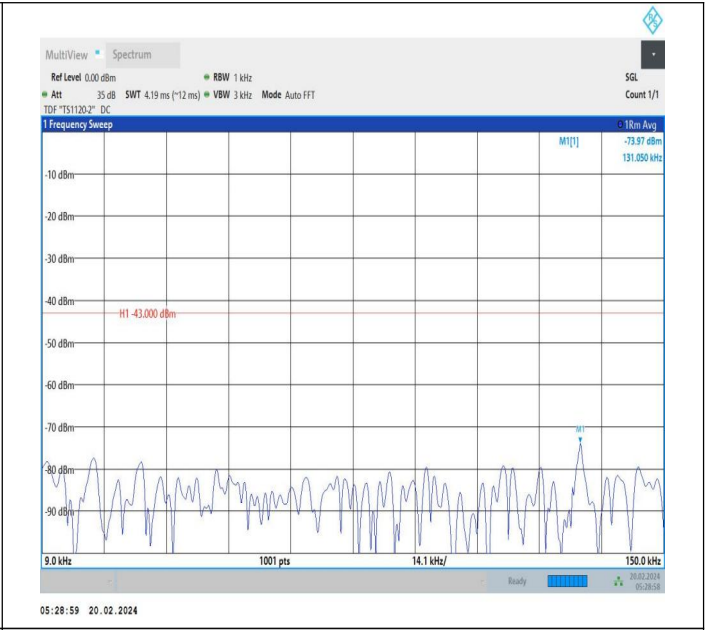 R&S
MultiView Spectrum
Ref Level 0.00 dBm RBW 1 kHz SGL
Att 35 dB SWT 4.19 ms (~12 ms) VBW 3 kHz Mode Auto FFT Count 1/1
TDF "TS1120-2" DC
1 Frequency Sweep 1Rm Avg
M1[1] -73.97 dBm
131.050 kHz
-10 dBm
-20 dBm
-30 dBm
-40 dBm
H1 -43.000 dBm
-50 dBm
-60 dBm
-70 dBm
M1
-80 dBm
-90 dBm
9.0 kHz 1001 pts 14.1 kHz/ 150.0 kHz
Ready 20.02.2024
05:28:58
05:28:59 20.02.2024